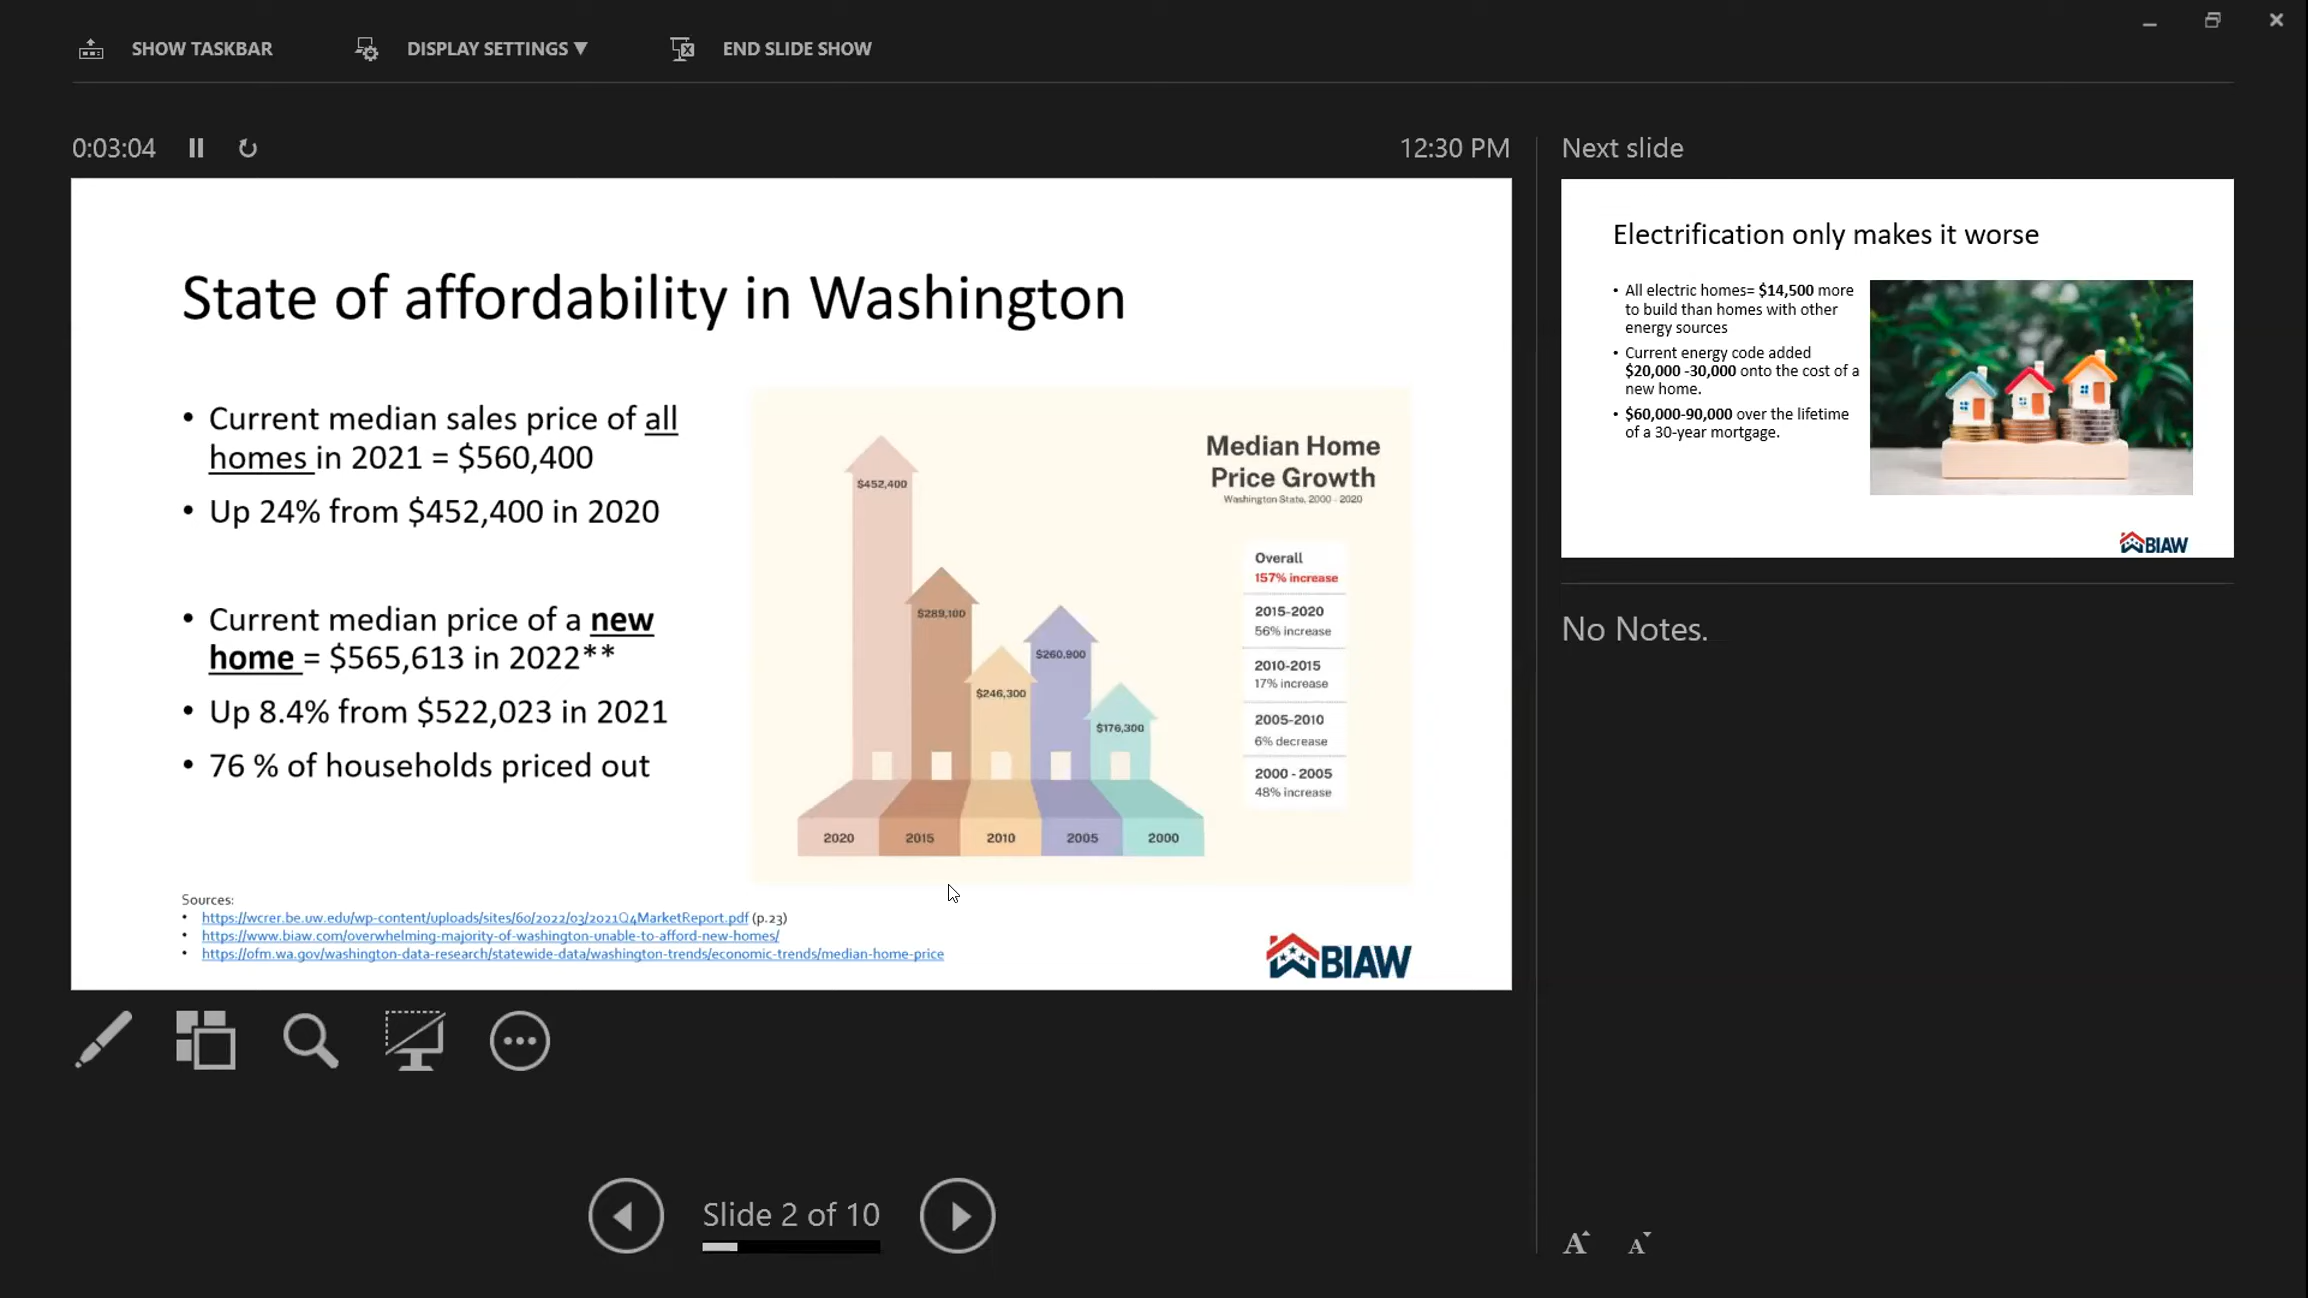 SHOW TASKBAR
DISPLAY SETTINGS ▼
END SLIDE SHOW
0:03:04
12:30 PM
State of affordability in Washington
• Current median sales price of all
homes in 2021 = $560,400
• Up 24% from $452,400 in 2020
• Current median price of a new
home = $565,613 in 2022**
• Up 8.4% from $522,023 in 2021
• 76 % of households priced out
Median Home
Price Growth
Washington State, 2000 - 2020
$452,400
$289,100
$246,300
$260,900
$176,300
2020
2015
2010
2005
2000
Overall
157% increase
2015-2020
56% increase
2010-2015
17% increase
2005-2010
6% decrease
2000 - 2005
48% increase
Sources:
• https://wcrer.be.uw.edu/wp-content/uploads/sites/60/2022/03/2021Q4MarketReport.pdf (p.23)
• https://www.biaw.com/overwhelming-majority-of-washington-unable-to-afford-new-homes/
• https://ofm.wa.gov/washington-data-research/statewide-data/washington-trends/economic-trends/median-home-price
BIAW
Slide 2 of 10
Next slide
Electrification only makes it worse
• All electric homes= $14,500 more
to build than homes with other
energy sources
• Current energy code added
$20,000 -30,000 onto the cost of a
new home.
• $60,000-90,000 over the lifetime
of a 30-year mortgage.
BIAW
No Notes.
A
A